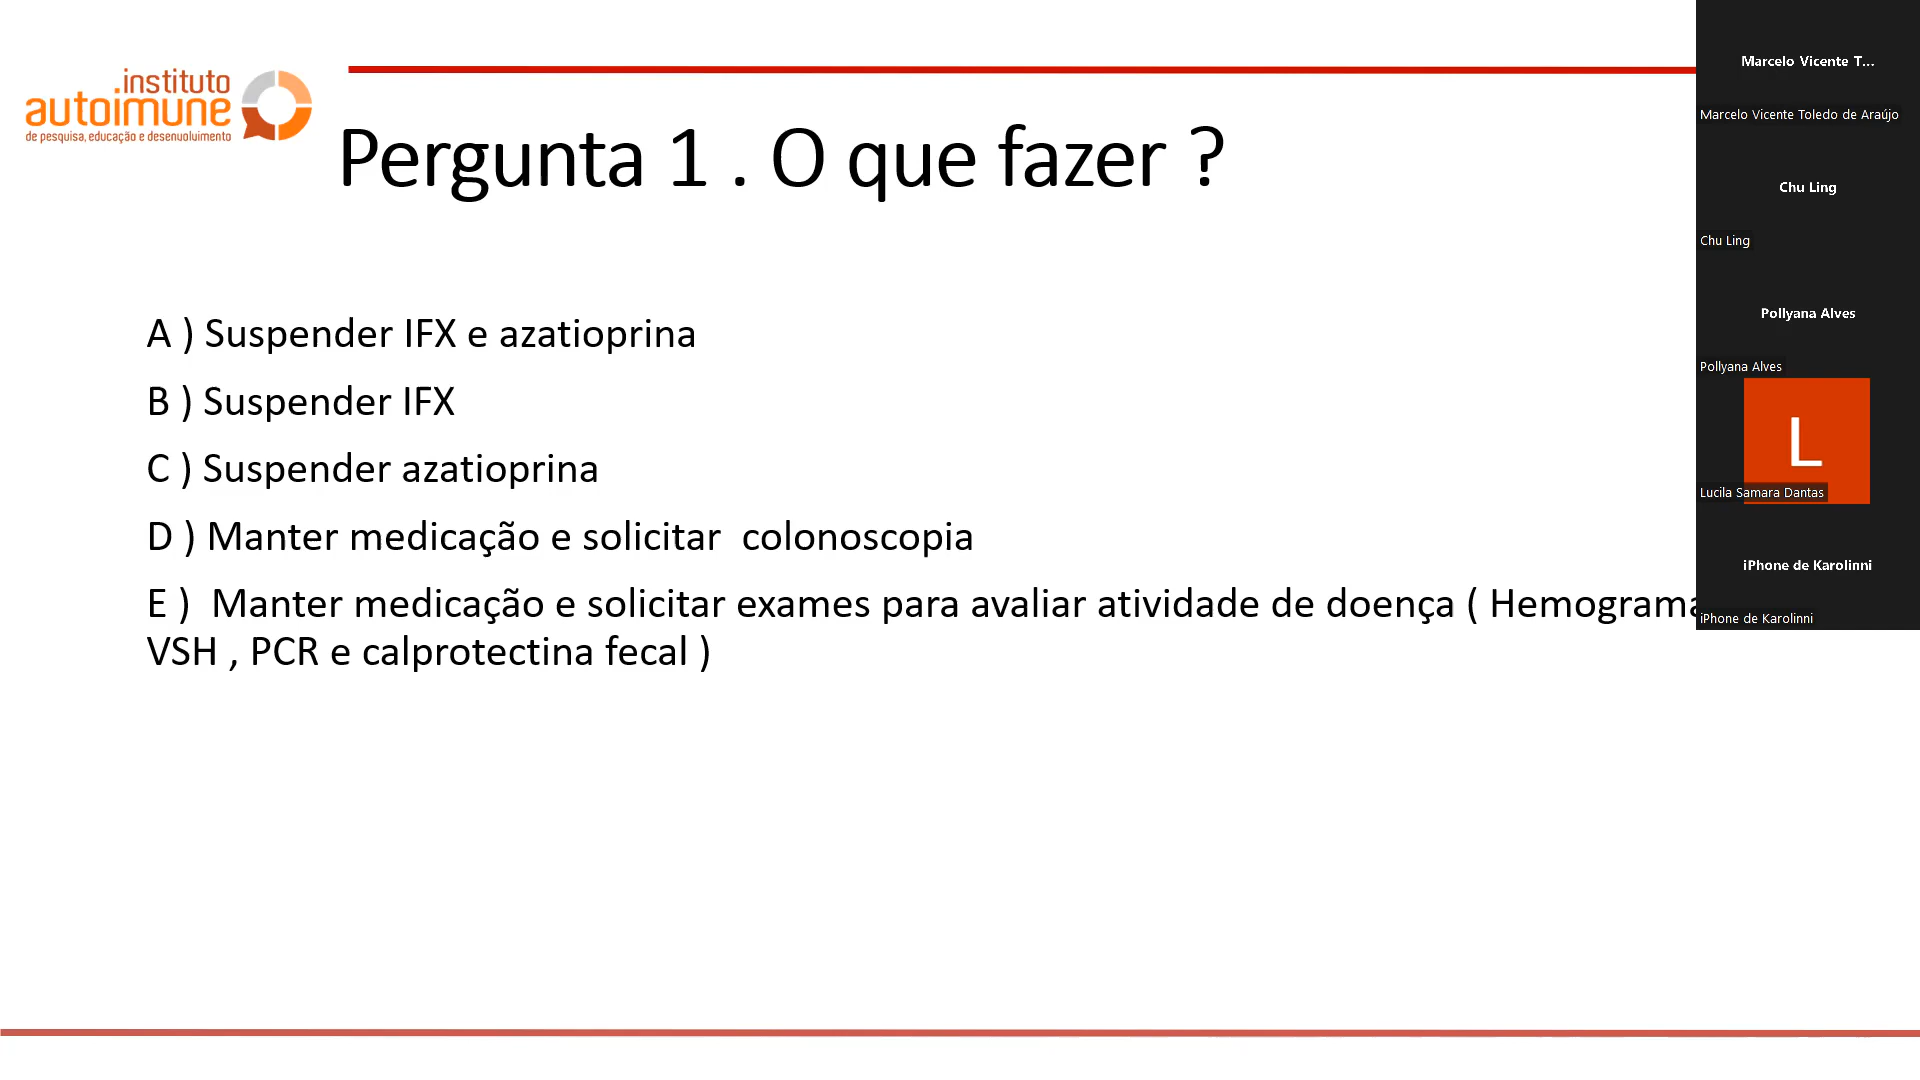 instituto
autoimune
de pesquisa, educação e desenvolvimento
Pergunta 1 . O que fazer ?
A ) Suspender IFX e azatioprina
B ) Suspender IFX
C ) Suspender azatioprina
D ) Manter medicação e solicitar  colonoscopia
E )  Manter medicação e solicitar exames para avaliar atividade de doença ( Hemograma
VSH , PCR e calprotectina fecal )
Marcelo Vicente T...
Marcelo Vicente Toledo de Araújo
Chu Ling
Chu Ling
Pollyana Alves
Pollyana Alves
L
Lucila Samara Dantas
iPhone de Karolinni
iPhone de Karolinni